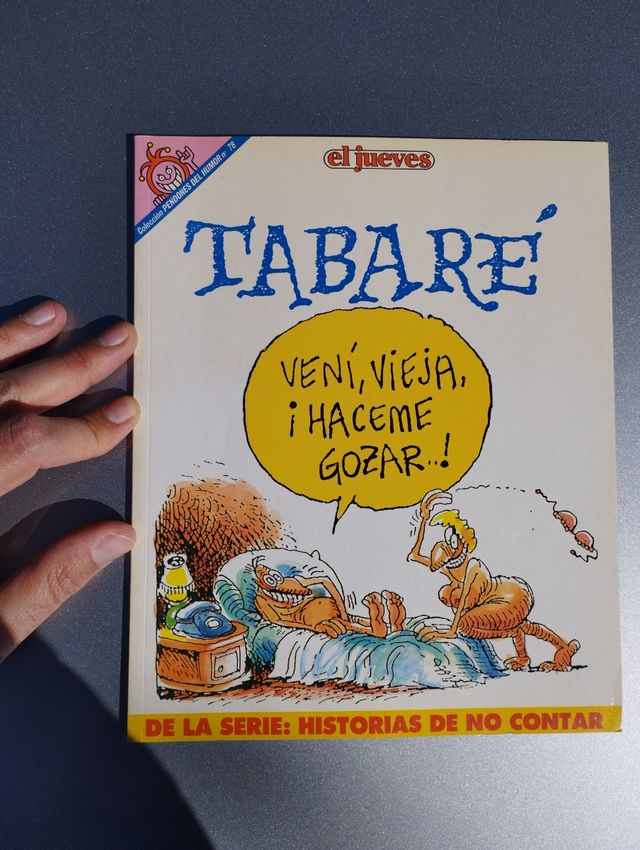 Colección PENDONES DEL HUMOR nº 78
el jueves
TABARÉ
VENÍ, VIEJA,
¡HACEME
GOZAR..!
DE LA SERIE: HISTORIAS DE NO CONTAR